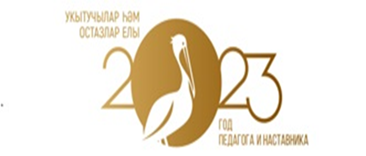 УКЫТУЧЫЛАР ҺӘМ
ОСТАЗЛАР ЕЛЫ
2023
ГОД
ПЕДАГОГА И НАСТАВНИКА